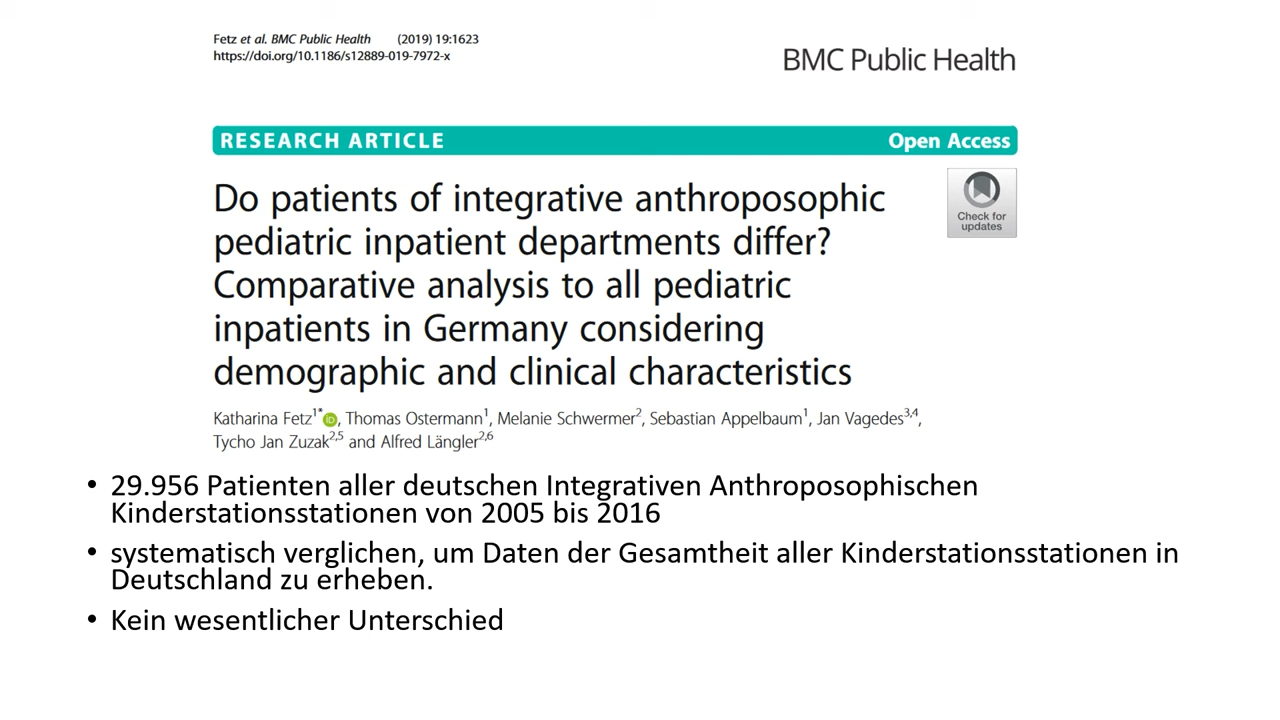 Fetz et al. BMC Public Health (2019) 19:1623
https://doi.org/10.1186/s12889-019-7972-x
BMC Public Health
RESEARCH ARTICLE
Open Access
Do patients of integrative anthroposophic
pediatric inpatient departments differ?
Comparative analysis to all pediatric
inpatients in Germany considering
demographic and clinical characteristics
Check for
updates
Katharina Fetz1* iD, Thomas Ostermann1, Melanie Schwermer2, Sebastian Appelbaum1, Jan Vagedes3,4,
Tycho Jan Zuzak2,5 and Alfred Längler2,6
• 29.956 Patienten aller deutschen Integrativen Anthroposophischen
Kinderstationsstationen von 2005 bis 2016
• systematisch verglichen, um Daten der Gesamtheit aller Kinderstationsstationen in
Deutschland zu erheben.
• Kein wesentlicher Unterschied